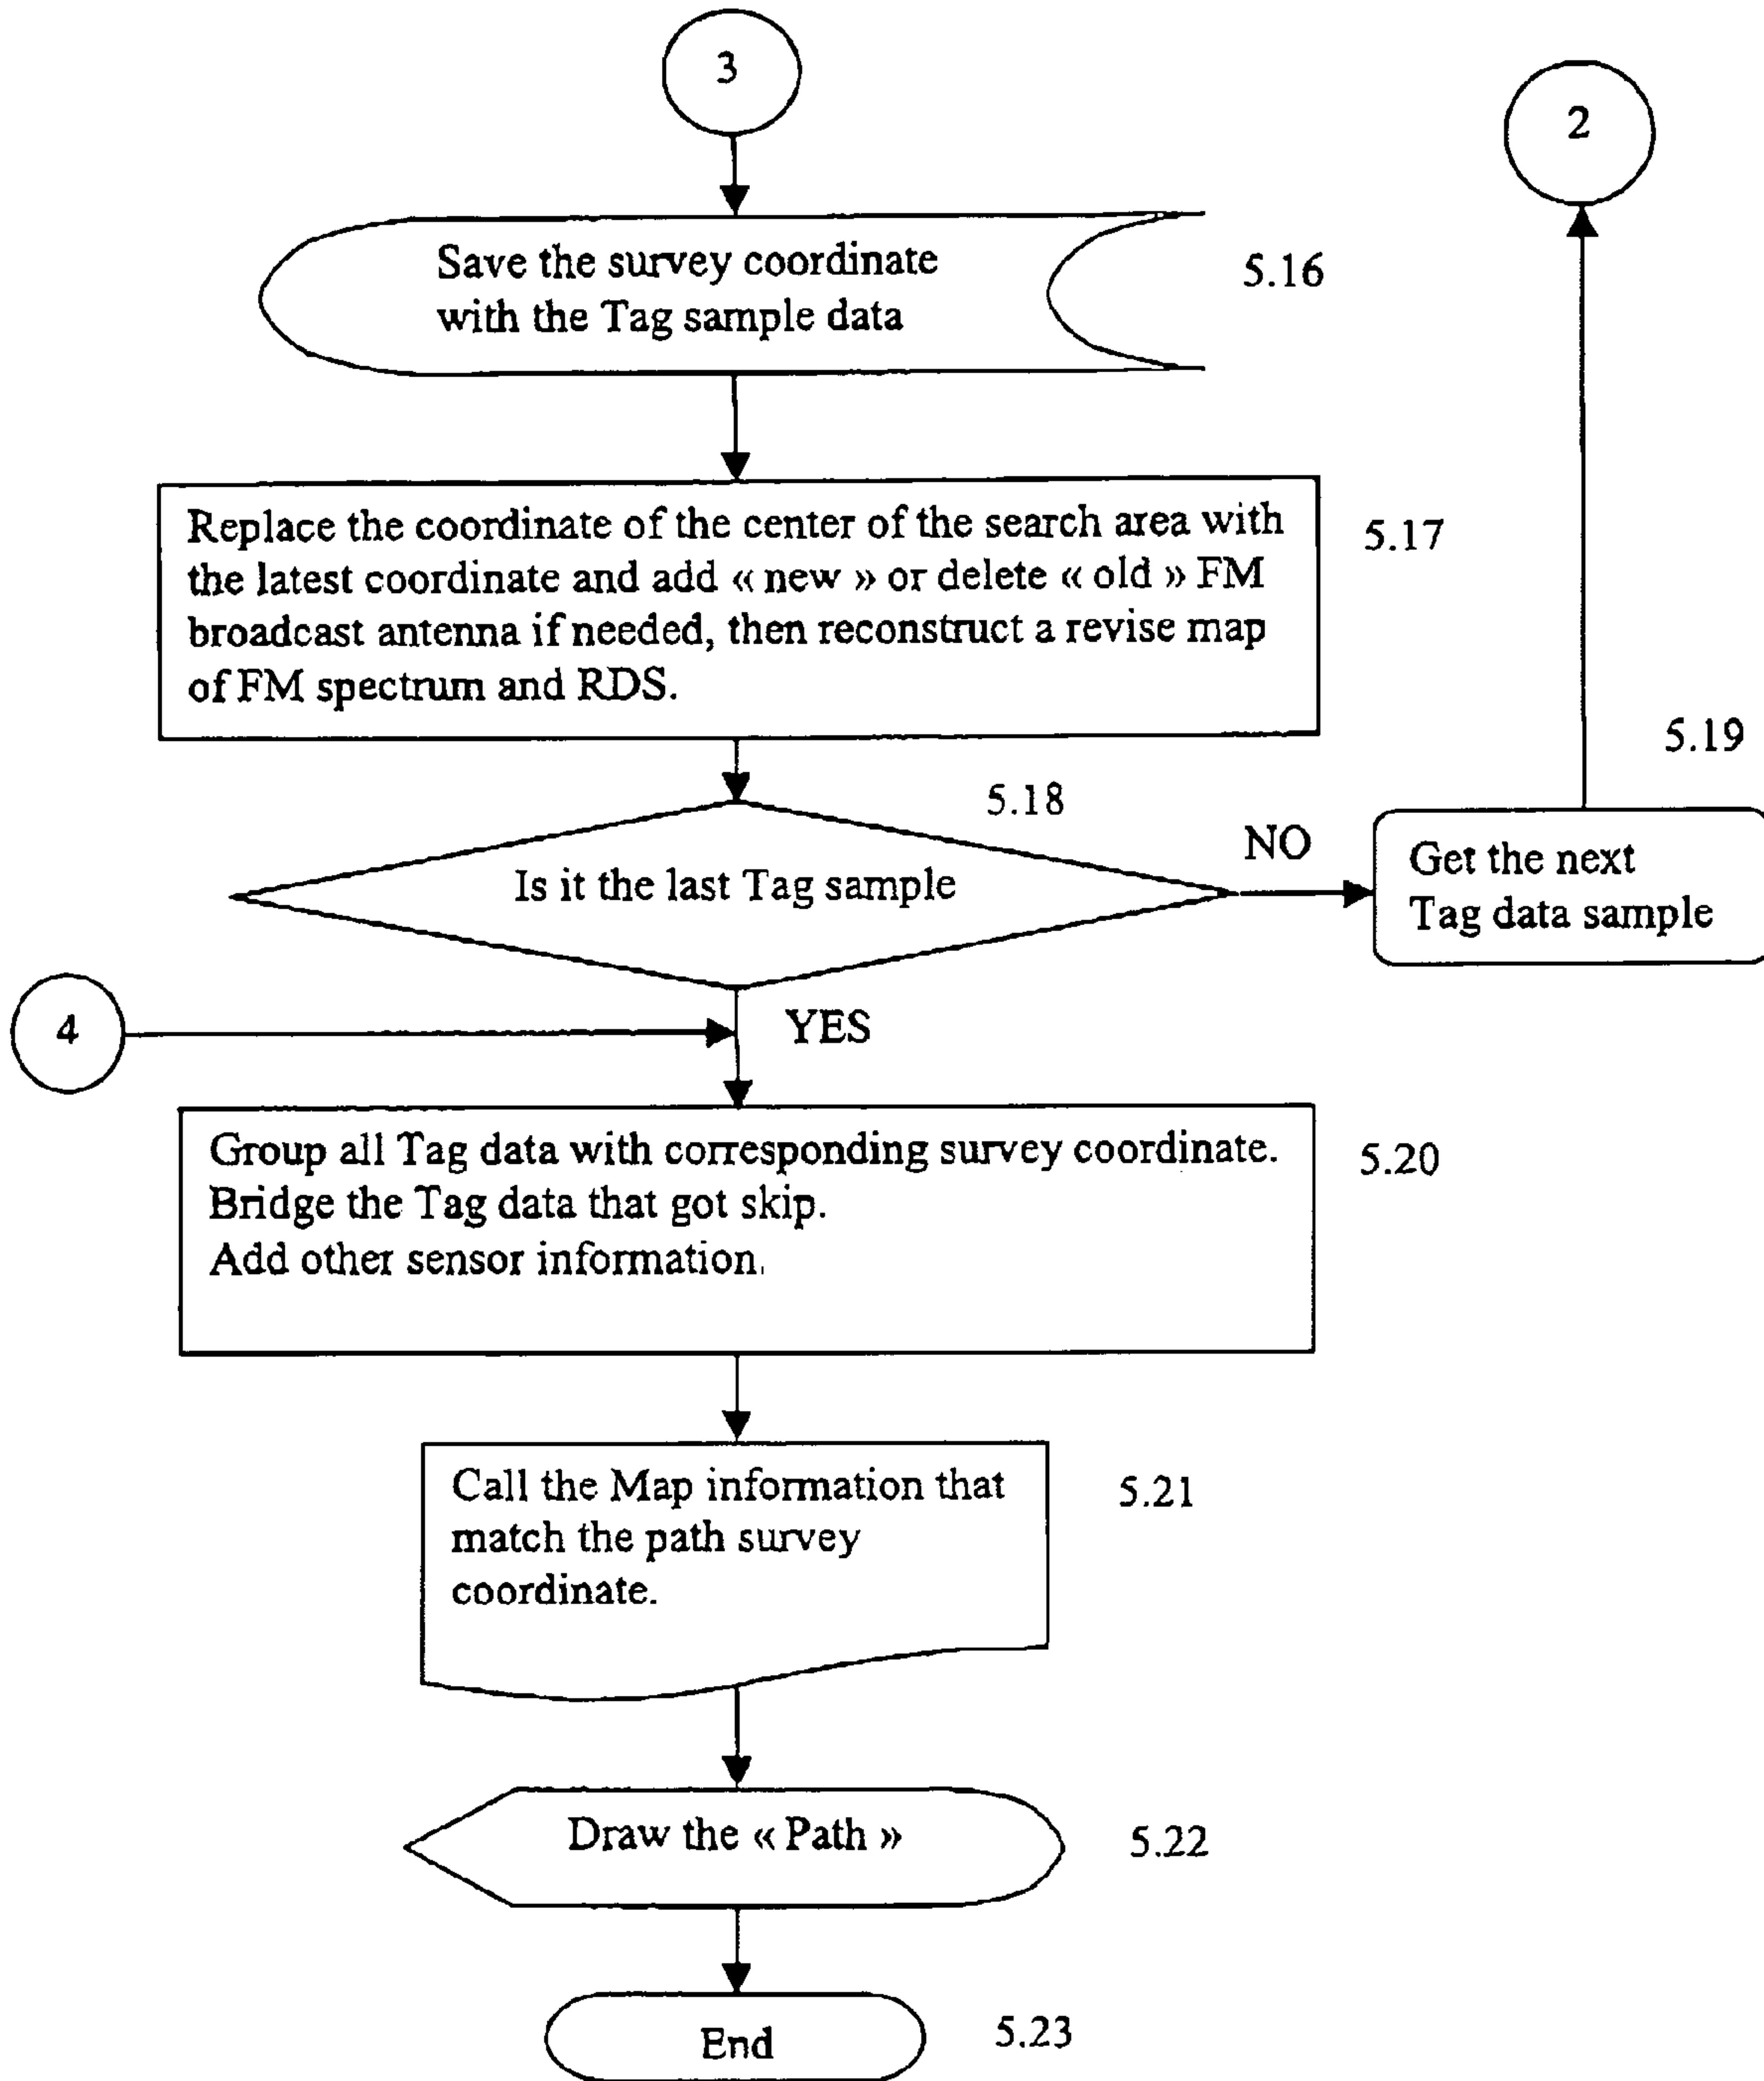 3
2
Save the survey coordinate
with the Tag sample data
5.16
Replace the coordinate of the center of the search area with
the latest coordinate and add « new » or delete « old » FM
broadcast antenna if needed, then reconstruct a revise map
of FM spectrum and RDS.
5.17
5.18
Is it the last Tag sample
NO
5.19
Get the next
Tag data sample
4
YES
Group all Tag data with corresponding survey coordinate.
Bridge the Tag data that got skip.
Add other sensor information.
5.20
Call the Map information that
match the path survey
coordinate.
5.21
Draw the « Path »
5.22
End
5.23